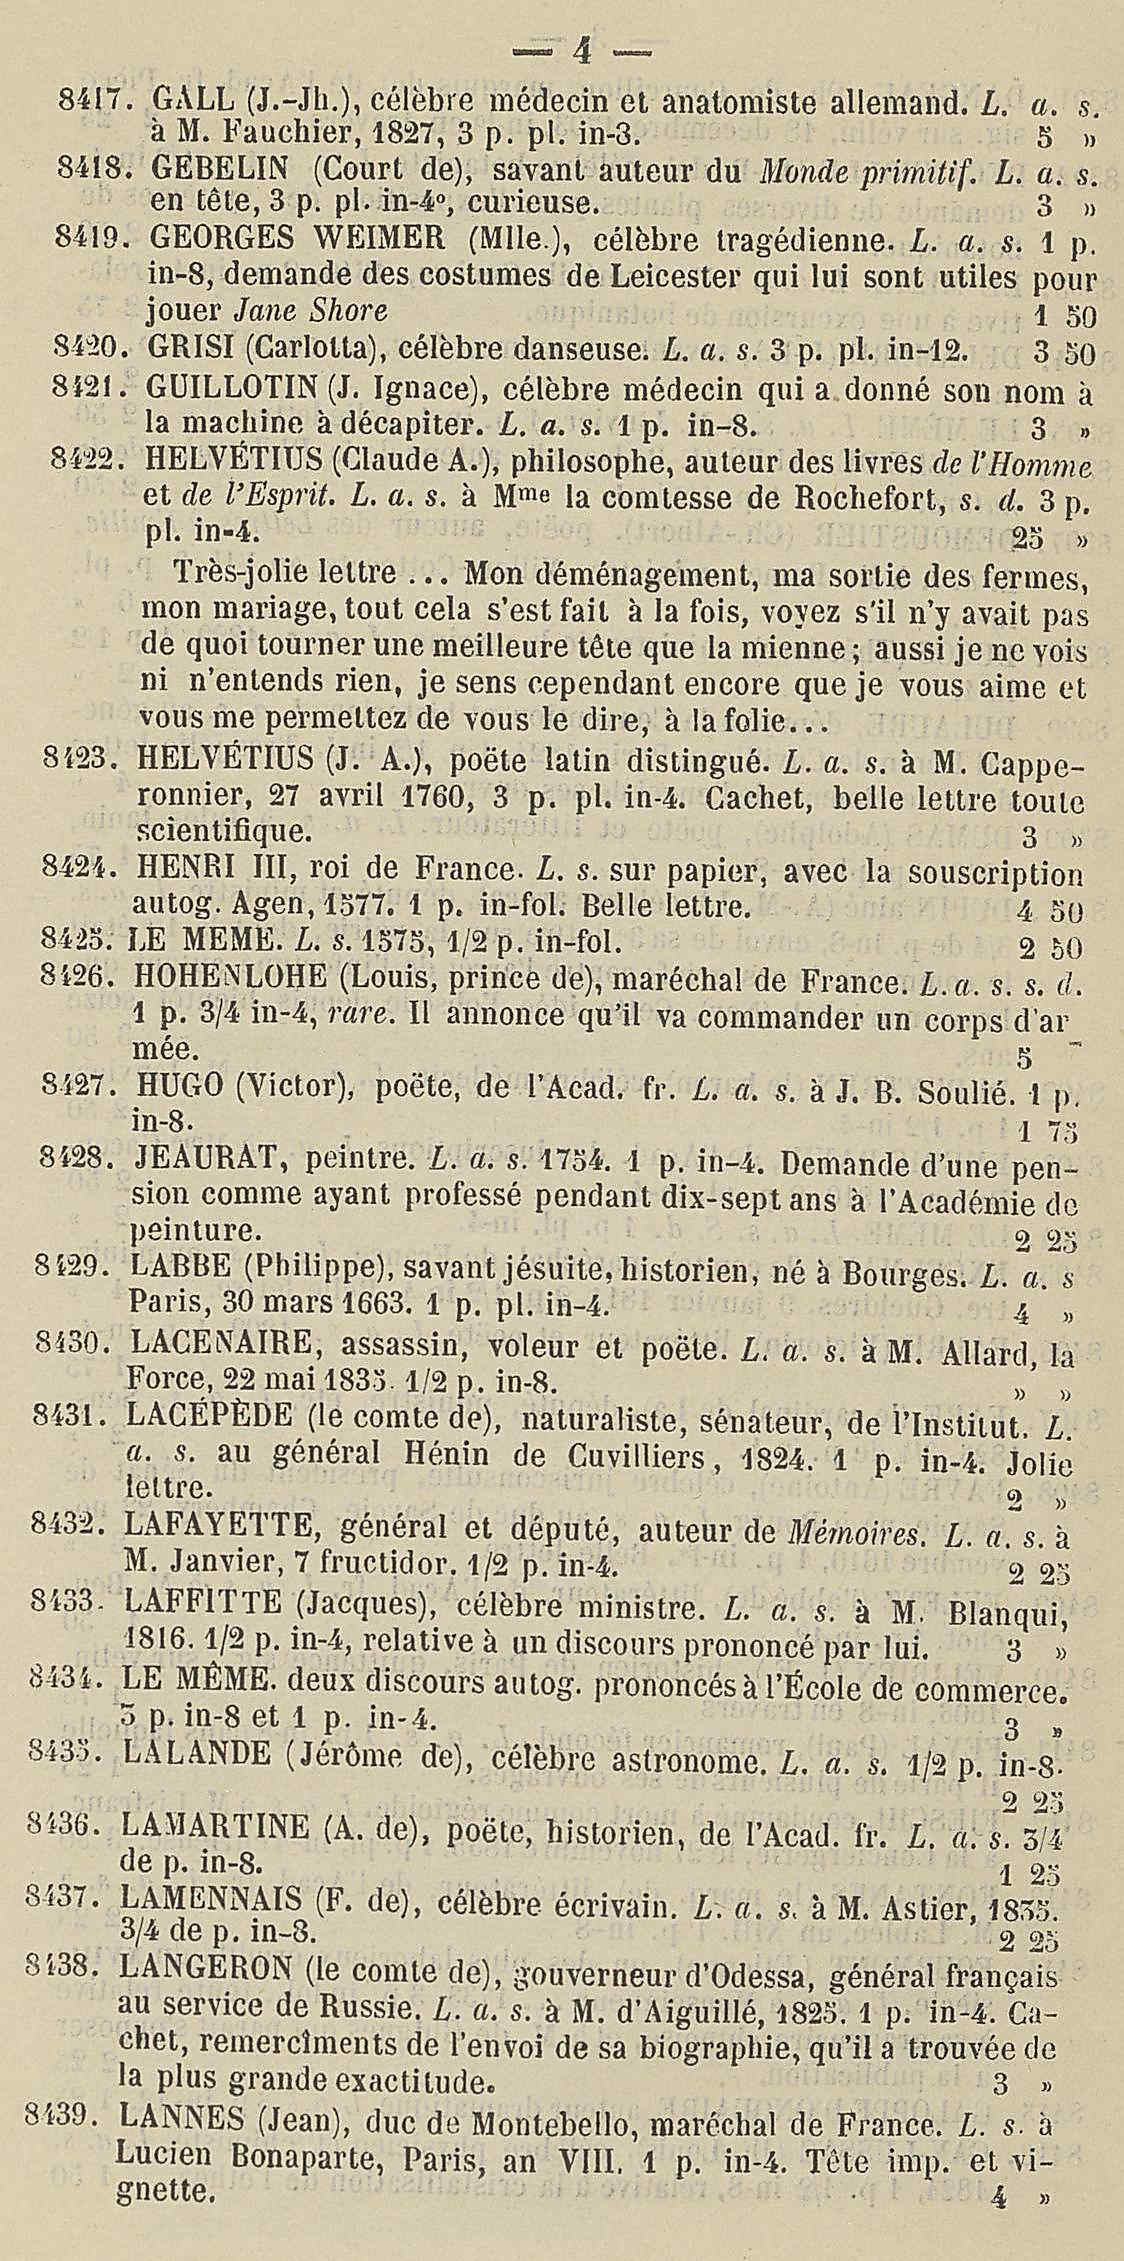 — 4 —
8417. GALL (J.-Jh.), célèbre médecin et anatomiste allemand. L. a. s.
à M. Fauchier, 1827, 3 p. pl. in-8. 5 »
8418. GEBELIN (Court de), savant auteur du Monde primitif. L. a. s.
en tête, 3 p. pl. in-4°, curieuse. 3 »
8419. GEORGES WEIMER (Mlle.), célèbre tragédienne. L. a. s. 1 p.
in-8, demande des costumes de Leicester qui lui sont utiles pour
jouer Jane Shore 1 50
8420. GRISI (Carlotta), célèbre danseuse. L. a. s. 3 p. pl. in-12. 3 50
8421. GUILLOTIN (J. Ignace), célèbre médecin qui a donné son nom à
la machine à décapiter. L. a. s. 1 p. in-8. 3 »
8422. HELVÉTIUS (Claude A.), philosophe, auteur des livres de l'Homme
et de l'Esprit. L. a. s. à Mme la comtesse de Rochefort, s. d. 3 p.
pl. in-4. 25 »
Très-jolie lettre ... Mon déménagement, ma sortie des fermes,
mon mariage, tout cela s'est fait à la fois, voyez s'il n'y avait pas
de quoi tourner une meilleure tête que la mienne; aussi je ne vois
ni n'entends rien, je sens cependant encore que je vous aime et
vous me permettez de vous le dire, à la folie...
8423. HELVÉTIUS (J. A.), poëte latin distingué. L. a. s. à M. Cappe-
ronnier, 27 avril 1760, 3 p. pl. in-4. Cachet, belle lettre toute
scientifique. 3 »
8424. HENRI III, roi de France. L. s. sur papier, avec la souscription
autog. Agen, 1577. 1 p. in-fol. Belle lettre. 4 50
8425. LE MEME. L. s. 1575, 1/2 p. in-fol. 2 50
8426. HOHENLOHE (Louis, prince de), maréchal de France. L. a. s. s. d.
1 p. 3/4 in-4, rare. Il annonce qu'il va commander un corps d'ar
mée. 5
8427. HUGO (Victor), poëte, de l'Acad. fr. L. a. s. à J. B. Soulié. 1 p.
in-8. 1 75
8428. JEAURAT, peintre. L. a. s. 1754. 1 p. in-4. Demande d'une pen-
sion comme ayant professé pendant dix-sept ans à l'Académie de
peinture. 2 25
8429. LABBE (Philippe), savant jésuite, historien, né à Bourges. L. a. s
Paris, 30 mars 1663. 1 p. pl. in-4. 4 »
8430. LACENAIRE, assassin, voleur et poëte. L. a. s. à M. Allard, la
Force, 22 mai 1835. 1/2 p. in-8. » »
8431. LACÉPÈDE (le comte de), naturaliste, sénateur, de l'Institut. L.
a. s. au général Hénin de Cuvilliers, 1824. 1 p. in-4. Jolie
lettre. 2 »
8432. LAFAYETTE, général et député, auteur de Mémoires. L. a. s. à
M. Janvier, 7 fructidor. 1/2 p. in-4. 2 25
8433. LAFFITTE (Jacques), célèbre ministre. L. a. s. à M. Blanqui,
1816. 1/2 p. in-4, relative à un discours prononcé par lui. 3 »
8434. LE MÊME. deux discours autog. prononcés à l'École de commerce.
3 p. in-8 et 1 p. in-4. 3 »
8435. LALANDE (Jérôme de), célèbre astronome. L. a. s. 1/2 p. in-8.
2 25
8436. LAMARTINE (A. de), poëte, historien, de l'Acad. fr. L. a. s. 3/4
de p. in-8. 1 25
8437. LAMENNAIS (F. de), célèbre écrivain. L. a. s. à M. Astier, 1835.
3/4 de p. in-8. 2 25
8438. LANGERON (le comte de), gouverneur d'Odessa, général français
au service de Russie. L. a. s. à M. d'Aiguillé, 1825. 1 p. in-4. Ca-
chet, remercîments de l'envoi de sa biographie, qu'il a trouvée de
la plus grande exactitude. 3 »
8439. LANNES (Jean), duc de Montebello, maréchal de France. L. s. à
Lucien Bonaparte, Paris, an VIII. 1 p. in-4. Tête imp. et vi-
gnette. 4 »